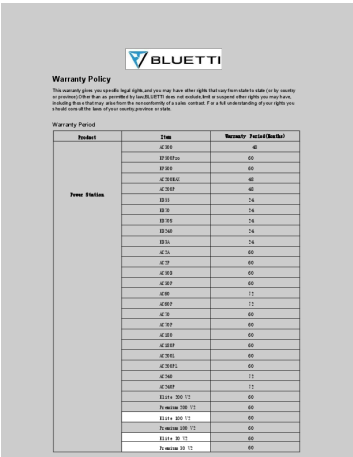 BLUETTI
Warranty Policy
This warranty gives you specific legal rights,and you may have other rights that vary from state to state (or by country
or province).Other than as permitted by law,BLUETTI does not exclude,limit or suspend other rights you may have,
including those that may arise from the nonconformity of a sales contract. For a full understanding of your rights you
should consult the laws of your country,province or state.
Warranty Period
Product Item Warranty Period(Months)
AC300 48
EP500Pro 60
EP500 60
AC200MAX 48
AC200P 48
Power Station
EB55 24
EB70 24
EB70S 24
EB240 24
EB3A 24
AC2A 60
AC2P 60
60
60
AC60 72
AC60P 72
AC70 60
AC70P 60
AC180 60
AC180P 60
AC200L 60
AC200PL 60
AC240 72
AC240P 72
Elite 200 V2 60
Premium 200 V2 60
Elite 100 V2 60
Premium 100 V2 60
Elite 30 V2 60
Premium 30 V2 60